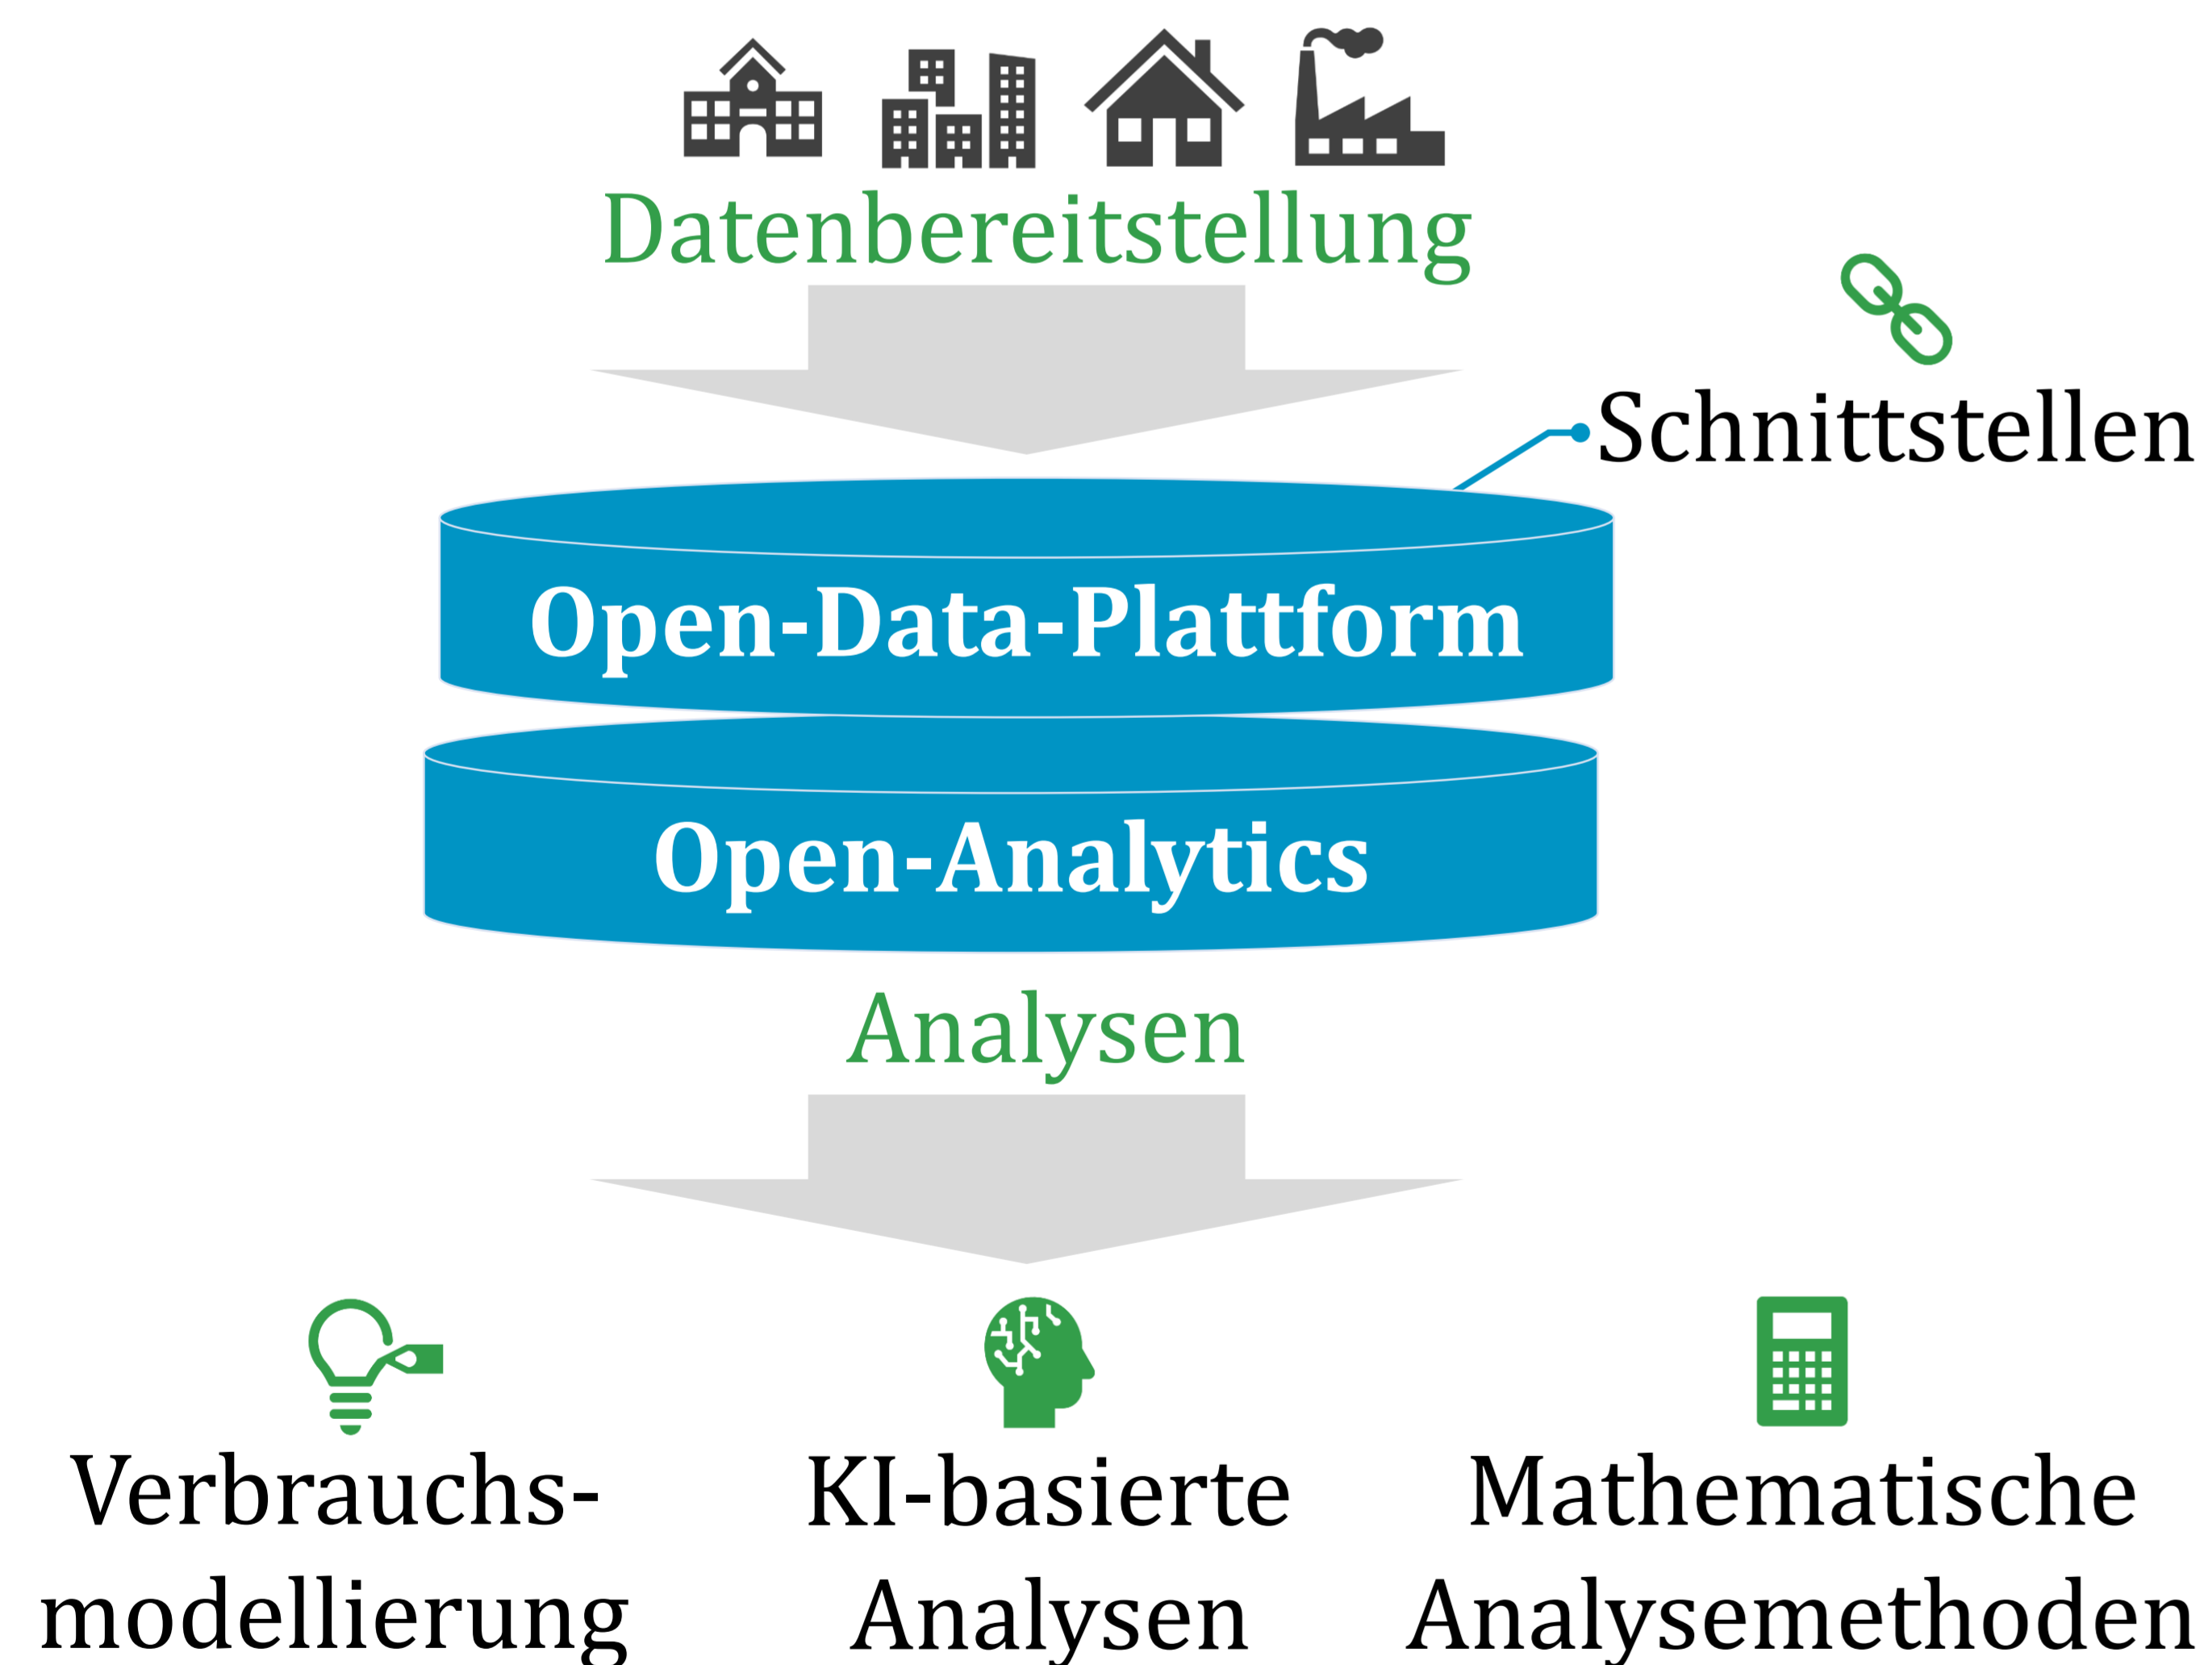 Datenbereitstellung
Schnittstellen
Open-Data-Plattform
Open-Analytics
Analysen
Verbrauchs-
modellierung
KI-basierte
Analysen
Mathematische
Analysemethoden